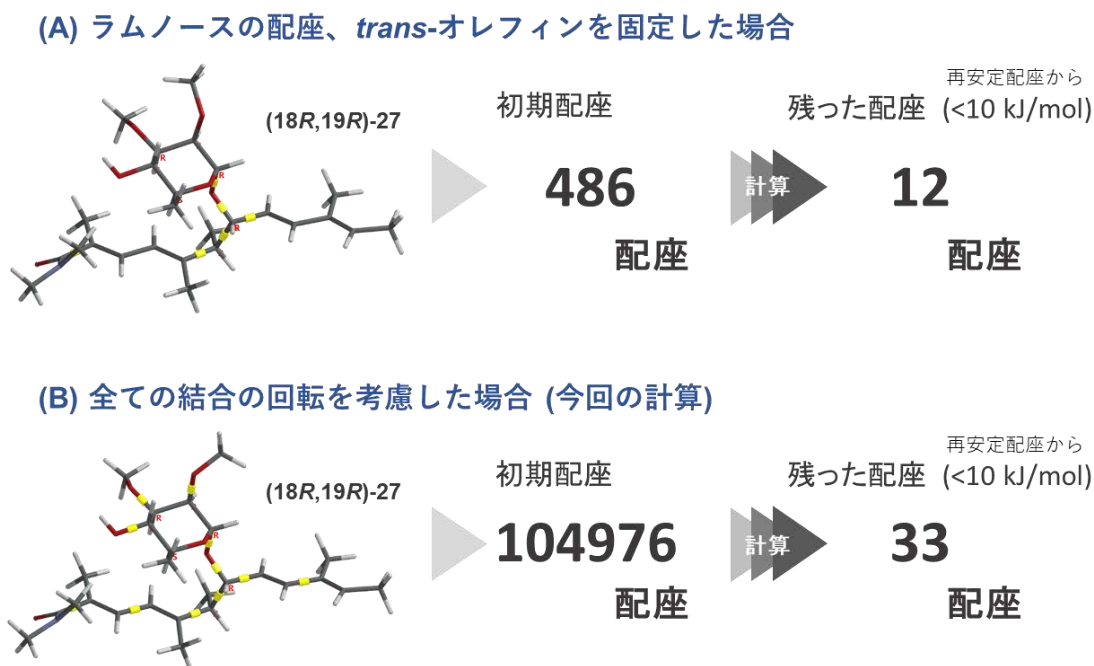 (A) ラムノースの配座、trans-オレフィンを固定した場合
(18R,19R)-27
初期配座
486
配座
計算
再安定配座から
残った配座 (<10 kJ/mol)
12
配座
R
R
S
R
(B) 全ての結合の回転を考慮した場合 (今回の計算)
(18R,19R)-27
初期配座
104976
配座
計算
再安定配座から
残った配座 (<10 kJ/mol)
33
配座
R
R
S
R